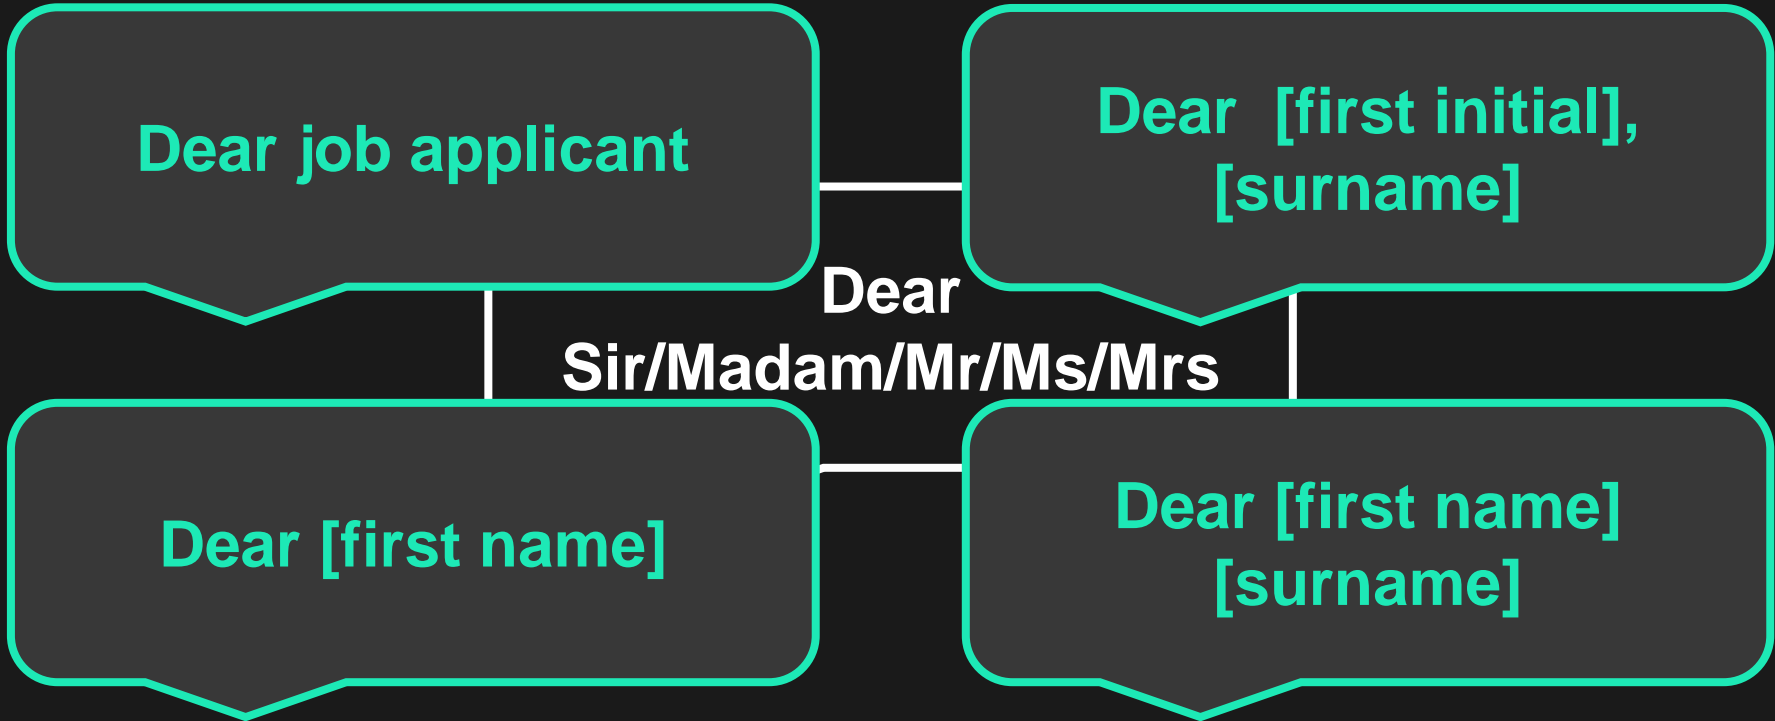 Dear job applicant
Dear [first initial],
[surname]
Dear
Sir/Madam/Mr/Ms/Mrs
Dear [first name]
Dear [first name]
[surname]